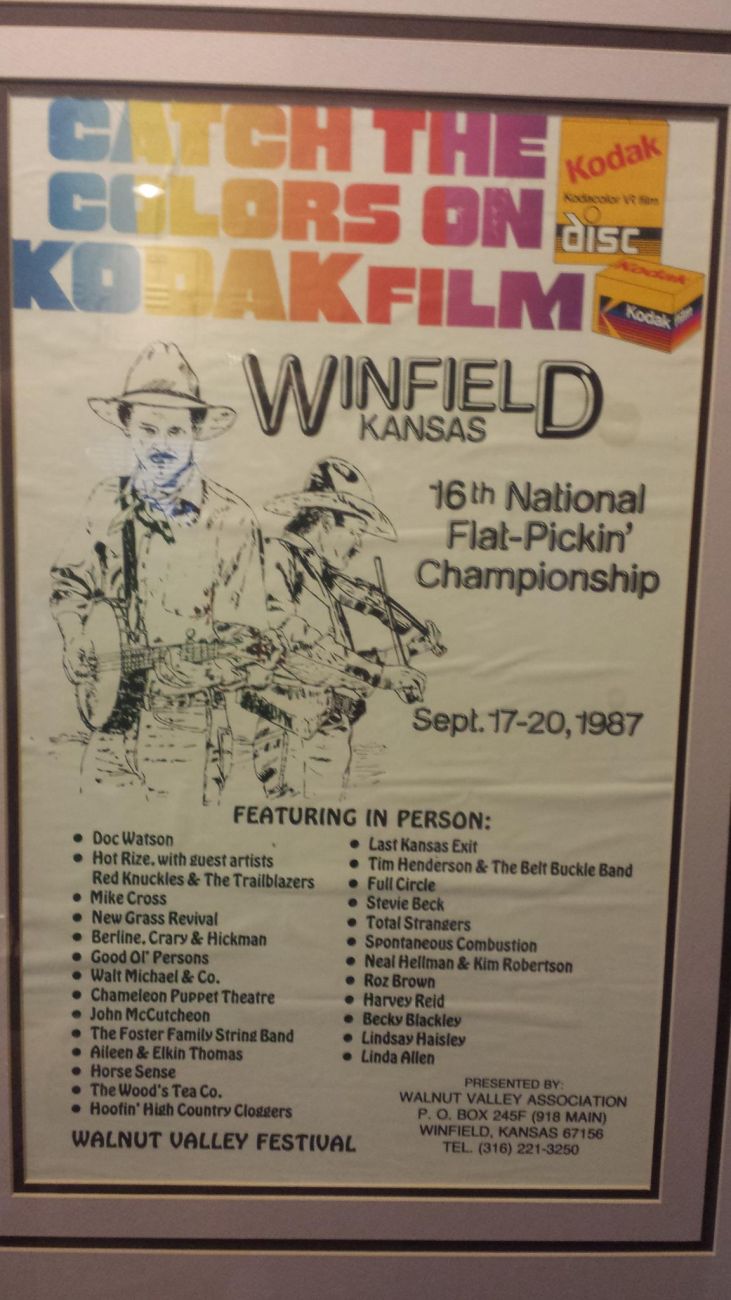 CATCH THE
COLORS ON
KODAK FILM
Kodak
Kodacolor VR film
disc
Kodak
Kodak film
WINFIELD
KANSAS
16th National
Flat-Pickin'
Championship
Sept. 17-20, 1987
FEATURING IN PERSON:
• Doc Watson
• Hot Rize, with guest artists
Red Knuckles & The Trailblazers
• Mike Cross
• New Grass Revival
• Berline, Crary & Hickman
• Good Ol' Persons
• Walt Michael & Co.
• Chameleon Puppet Theatre
• John McCutcheon
• The Foster Family String Band
• Aileen & Elkin Thomas
• Horse Sense
• The Wood's Tea Co.
• Hoofin' High Country Cloggers
• Last Kansas Exit
• Tim Henderson & The Belt Buckle Band
• Full Circle
• Stevie Beck
• Total Strangers
• Spontaneous Combustion
• Neal Hellman & Kim Robertson
• Roz Brown
• Harvey Reid
• Becky Blackley
• Lindsay Haisley
• Linda Allen
WALNUT VALLEY FESTIVAL
PRESENTED BY:
WALNUT VALLEY ASSOCIATION
P. O. BOX 245F (918 MAIN)
WINFIELD, KANSAS 67156
TEL. (316) 221-3250